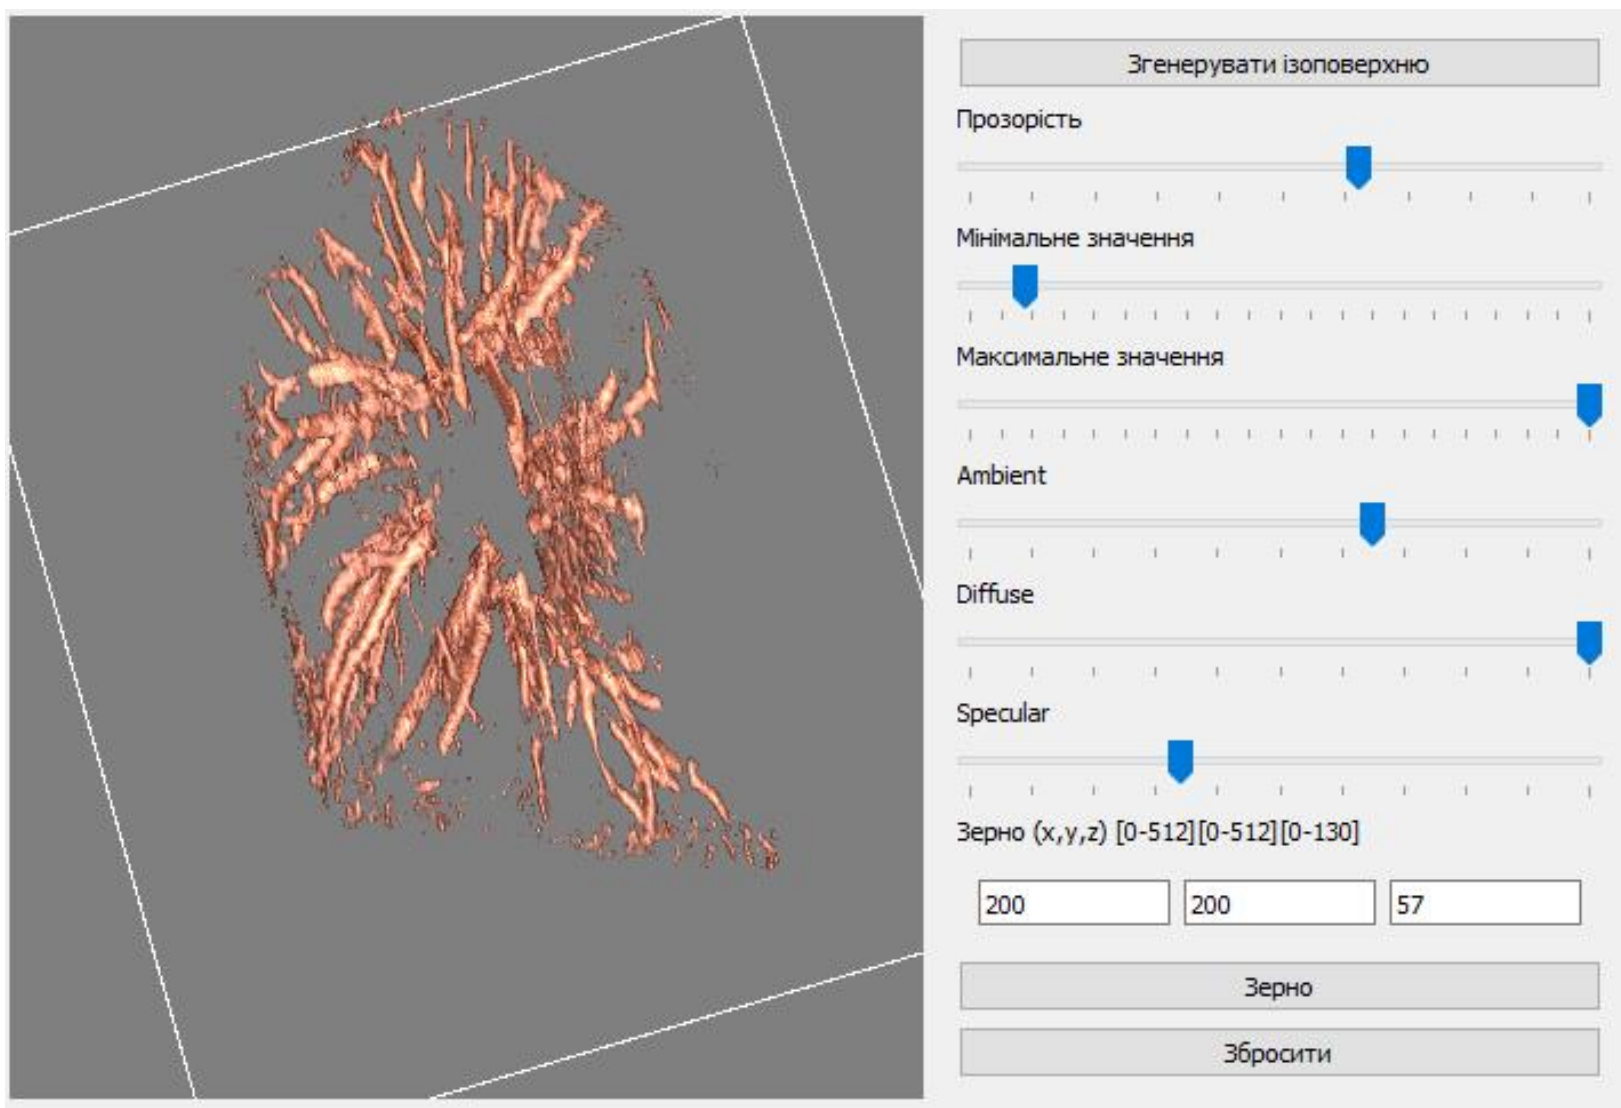 Згенерувати ізоповерхню
Прозорість
Мінімальне значення
Максимальне значення
Ambient
Diffuse
Specular
Зерно (x,y,z) [0-512][0-512][0-130]
200 200 57
Зерно
Збросити